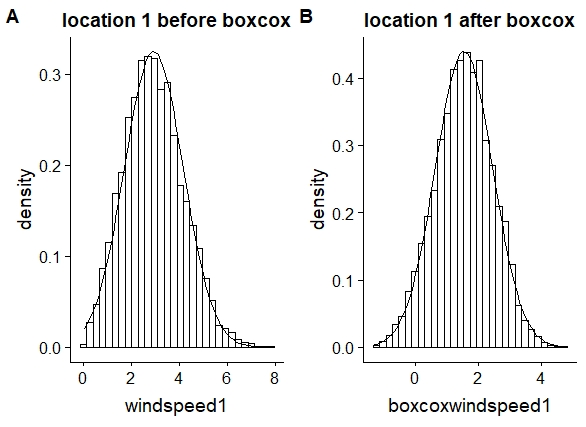 A
location 1 before boxcox
density
0.3
0.2
0.1
0.0
0
2
4
6
8
windspeed1
B
location 1 after boxcox
density
0.4
0.3
0.2
0.1
0.0
0
2
4
boxcoxwindspeed1